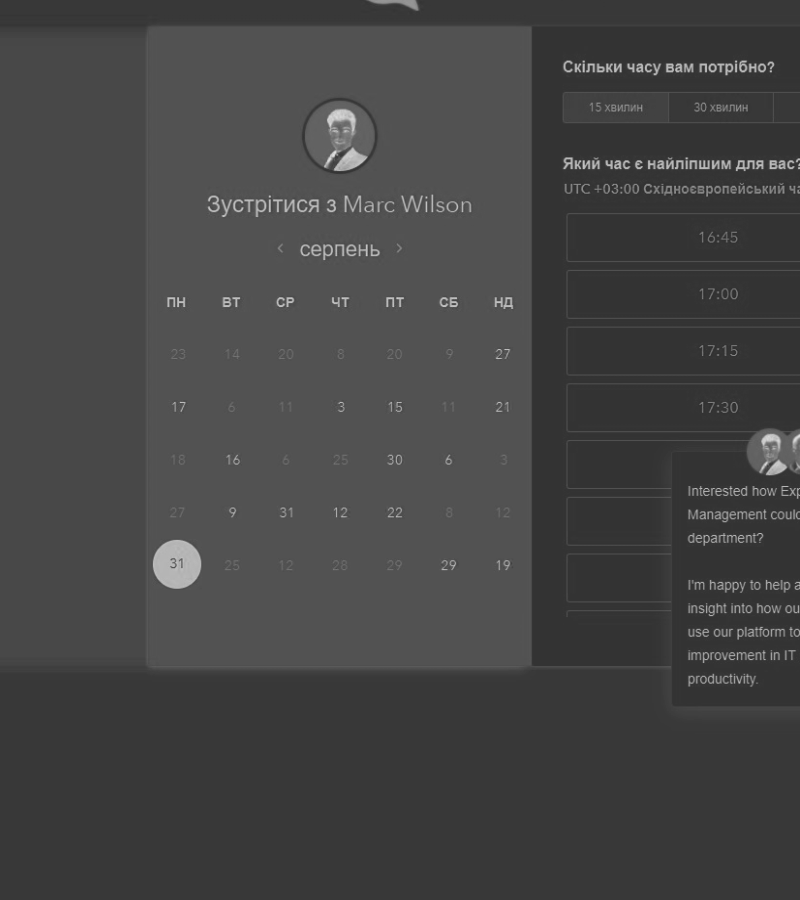 Зустрітися з Marc Wilson
‹ серпень ›
ПН ВТ СР ЧТ ПТ СБ НД
23 14 20 8 20 9 27
17 6 11 3 15 11 21
18 16 6 25 30 6 3
27 9 31 12 22 8 12
31 25 12 28 29 29 19
Скільки часу вам потрібно?
15 хвилин 30 хвилин
Який час є найліпшим для вас?
UTC +03:00 Східноєвропейський
16:45
17:00
17:15
17:30
Interested how
Management
department?
I'm happy to help
insight into how
use our platform to
improvement in IT
productivity.